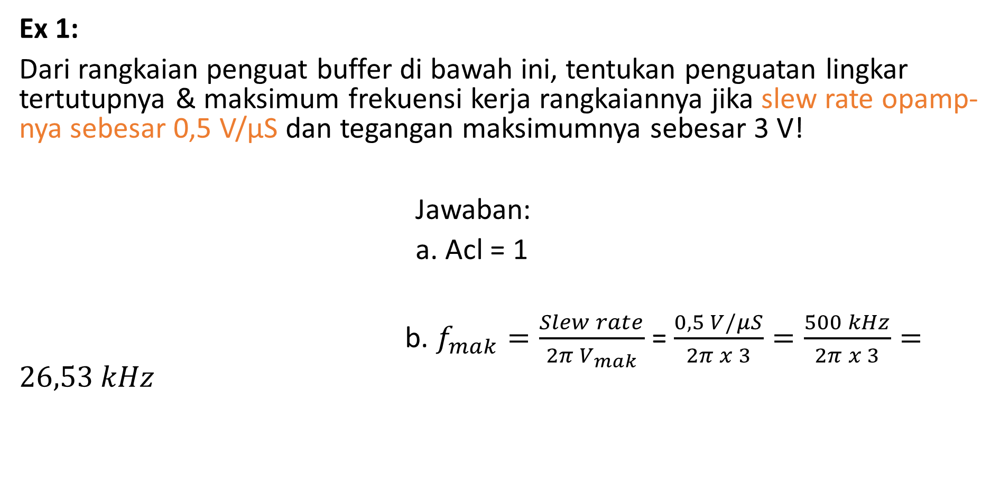 Ex 1:
Dari rangkaian penguat buffer di bawah ini, tentukan penguatan lingkar
tertutupnya & maksimum frekuensi kerja rangkaiannya jika slew rate opamp-
nya sebesar 0,5 V/µS dan tegangan maksimumnya sebesar 3 V!
Jawaban:
a. Acl = 1
b. $f_{mak} = \frac{Slew\ rate}{2\pi\ V_{mak}} = \frac{0,5\ V/\mu S}{2\pi\ x\ 3} = \frac{500\ kHz}{2\pi\ x\ 3} =$
26,53 kHz